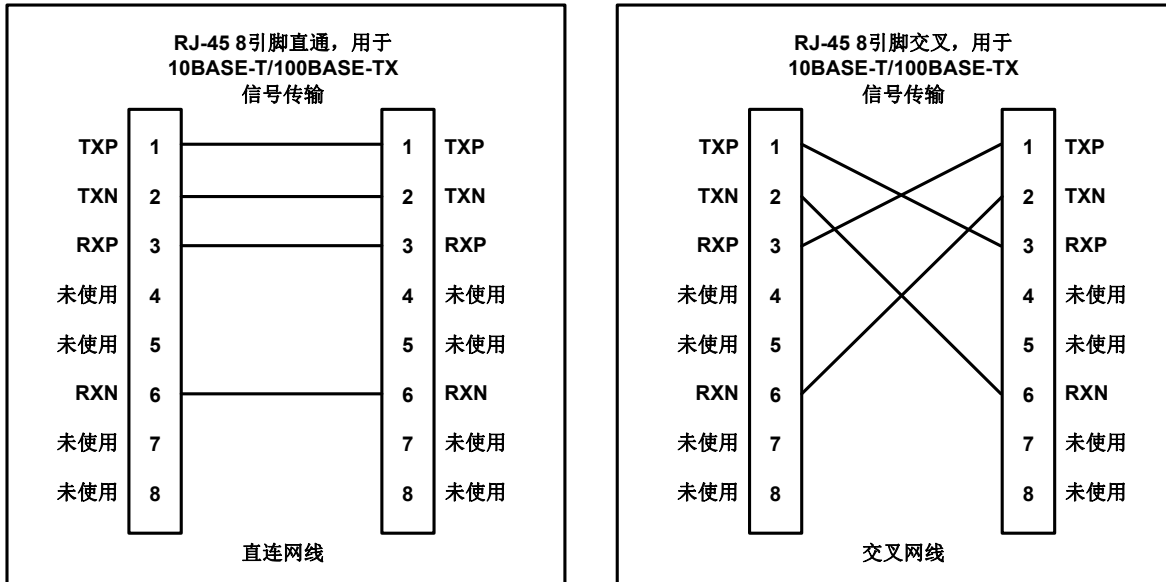 RJ-45 8引脚直通，用于
10BASE-T/100BASE-TX
信号传输
TXP 1 1 TXP
TXN 2 2 TXN
RXP 3 3 RXP
未使用 4 4 未使用
未使用 5 5 未使用
RXN 6 6 RXN
未使用 7 7 未使用
未使用 8 8 未使用
直连网线
RJ-45 8引脚交叉，用于
10BASE-T/100BASE-TX
信号传输
TXP 1 1 TXP
TXN 2 2 TXN
RXP 3 3 RXP
未使用 4 4 未使用
未使用 5 5 未使用
RXN 6 6 RXN
未使用 7 7 未使用
未使用 8 8 未使用
交叉网线